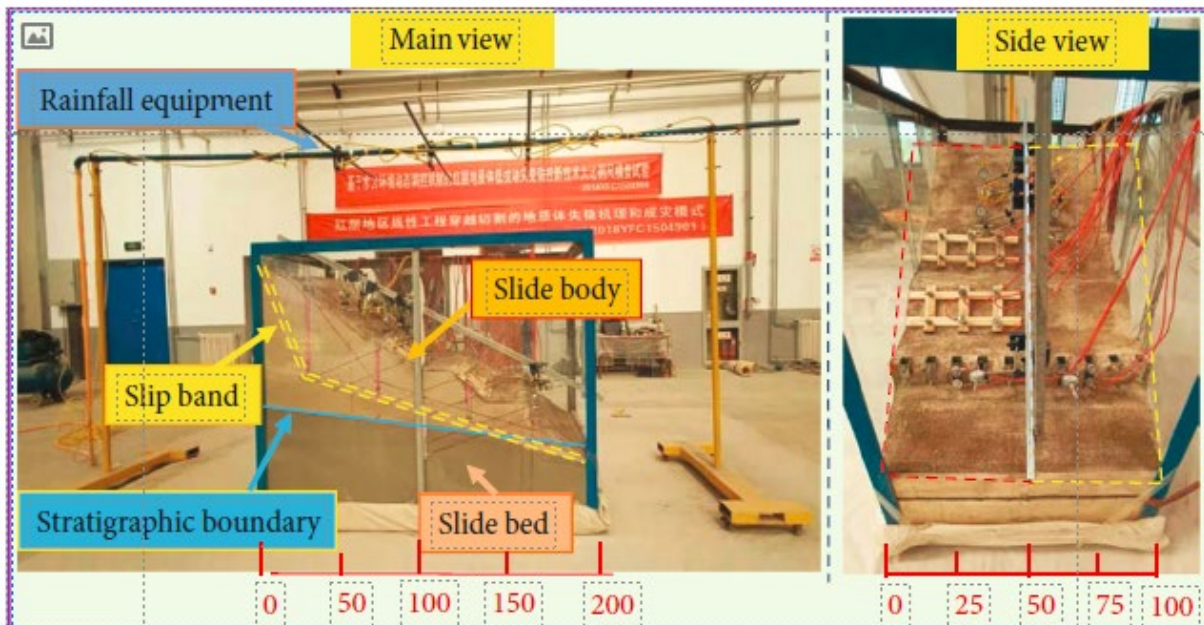 Main view
Side view
Rainfall equipment
2018YFC1504901
Slide body
Slip band
Stratigraphic boundary
Slide bed
0 50 100 150 200
0 25 50 75 100